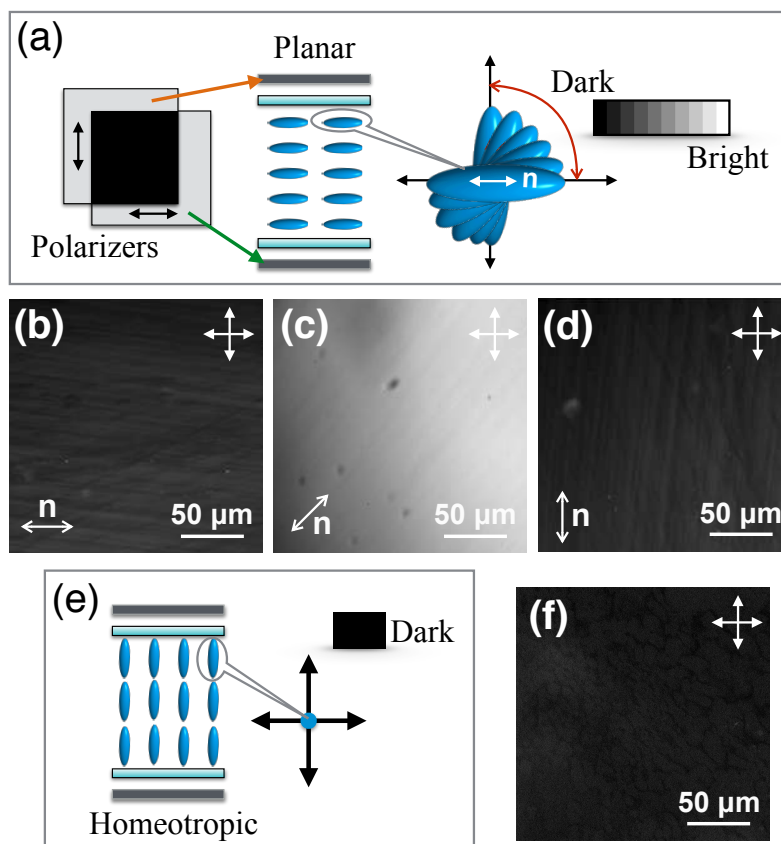 (a)
Planar
Dark
Bright
n
Polarizers
(b)
n
50 µm
(c)
n
50 µm
(d)
n
50 µm
(e)
Dark
Homeotropic
(f)
50 µm